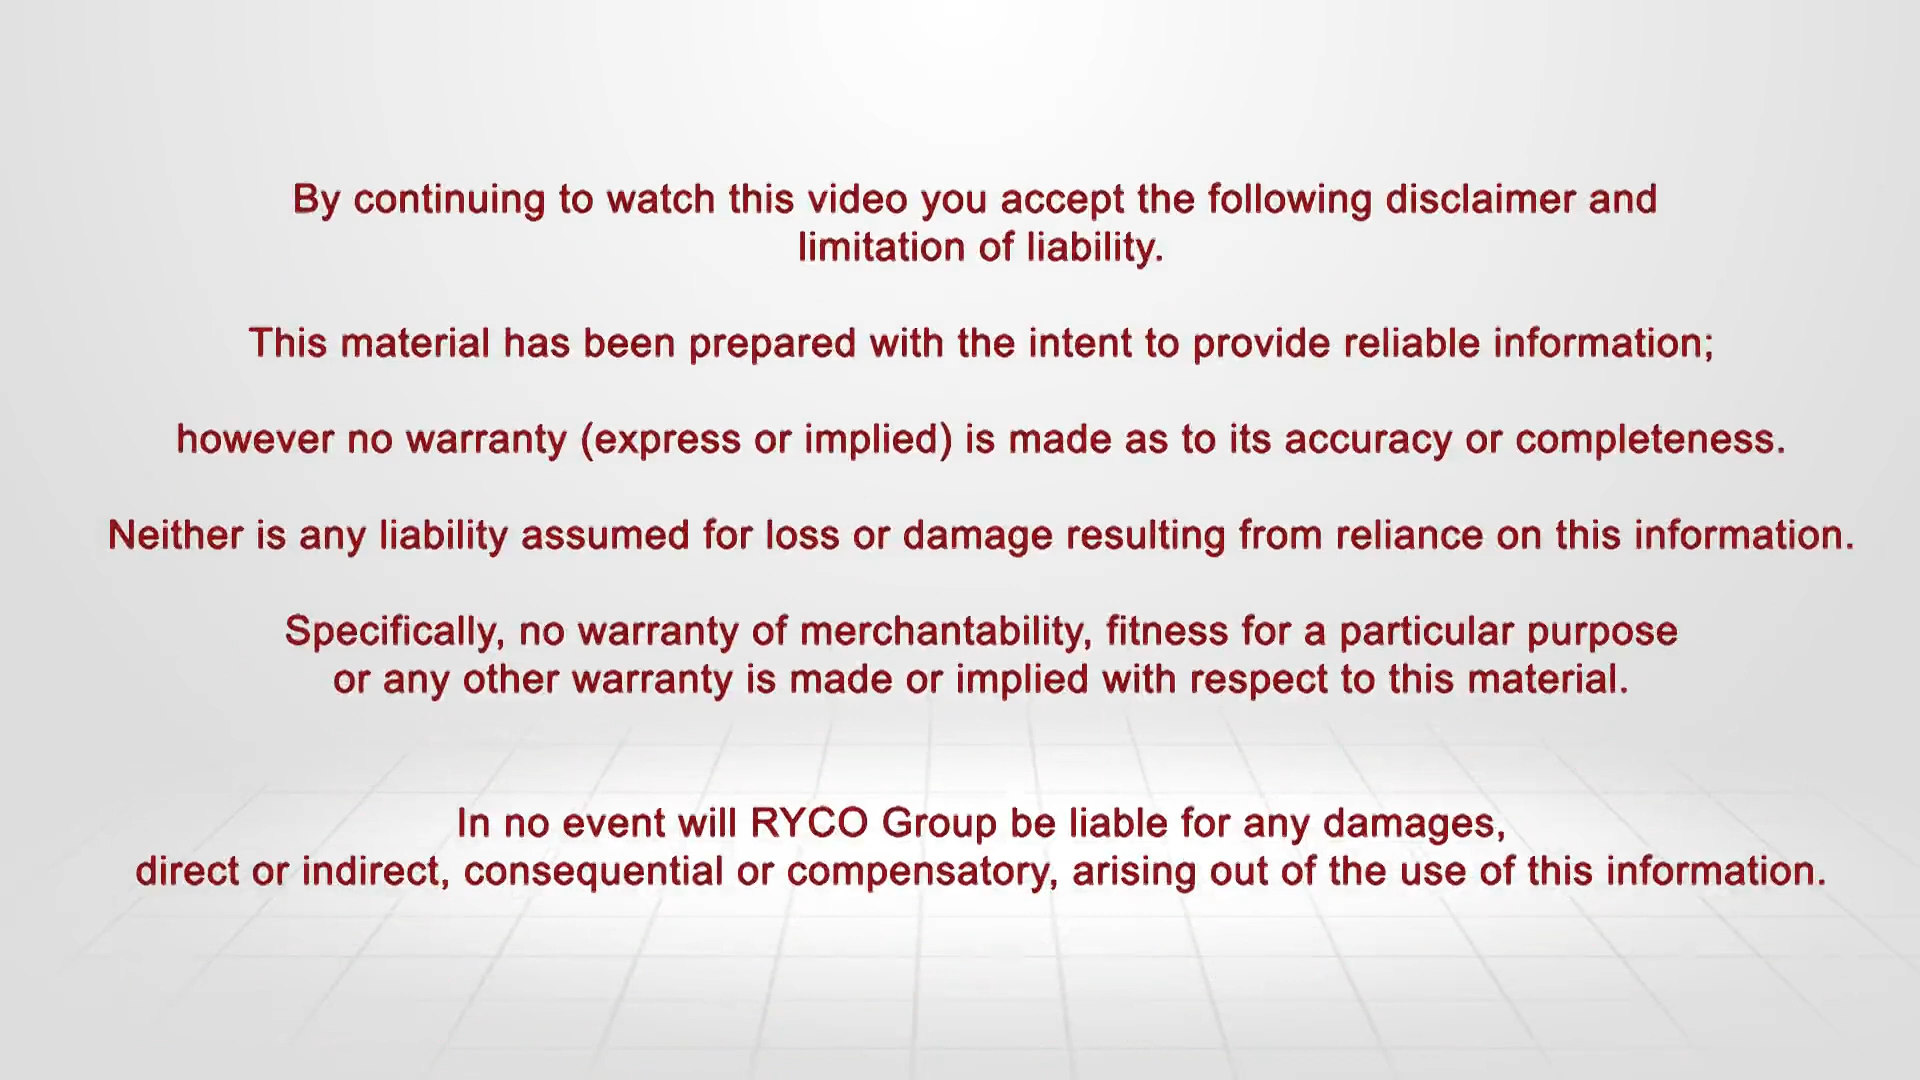 By continuing to watch this video you accept the following disclaimer and
limitation of liability.
This material has been prepared with the intent to provide reliable information;
however no warranty (express or implied) is made as to its accuracy or completeness.
Neither is any liability assumed for loss or damage resulting from reliance on this information.
Specifically, no warranty of merchantability, fitness for a particular purpose
or any other warranty is made or implied with respect to this material.
In no event will RYCO Group be liable for any damages,
direct or indirect, consequential or compensatory, arising out of the use of this information.